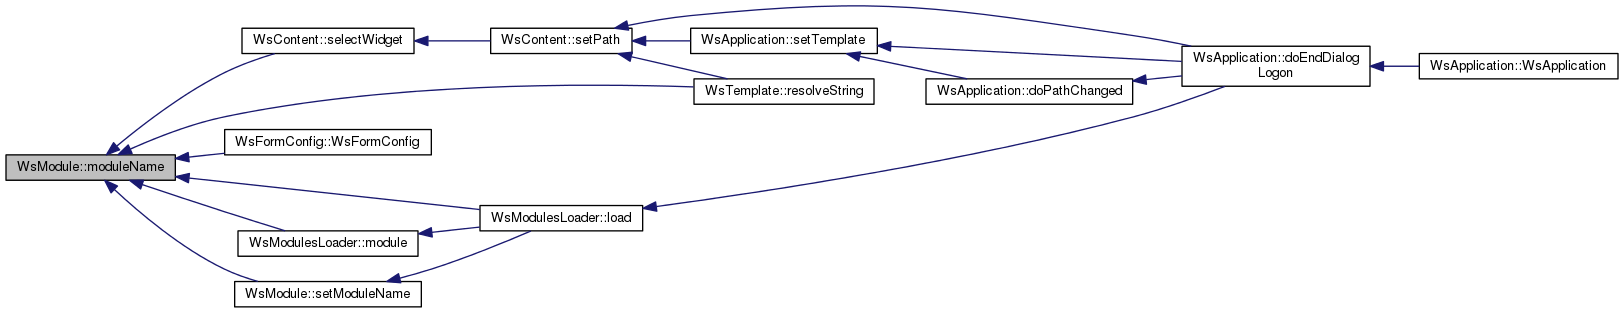 WsContent::selectWidget
WsContent::setPath
WsApplication::setTemplate
WsApplication::doEndDialog
Logon
WsApplication::WsApplication
WsTemplate::resolveString
WsApplication::doPathChanged
WsFormConfig::WsFormConfig
WsModule::moduleName
WsModulesLoader::load
WsModulesLoader::module
WsModule::setModuleName